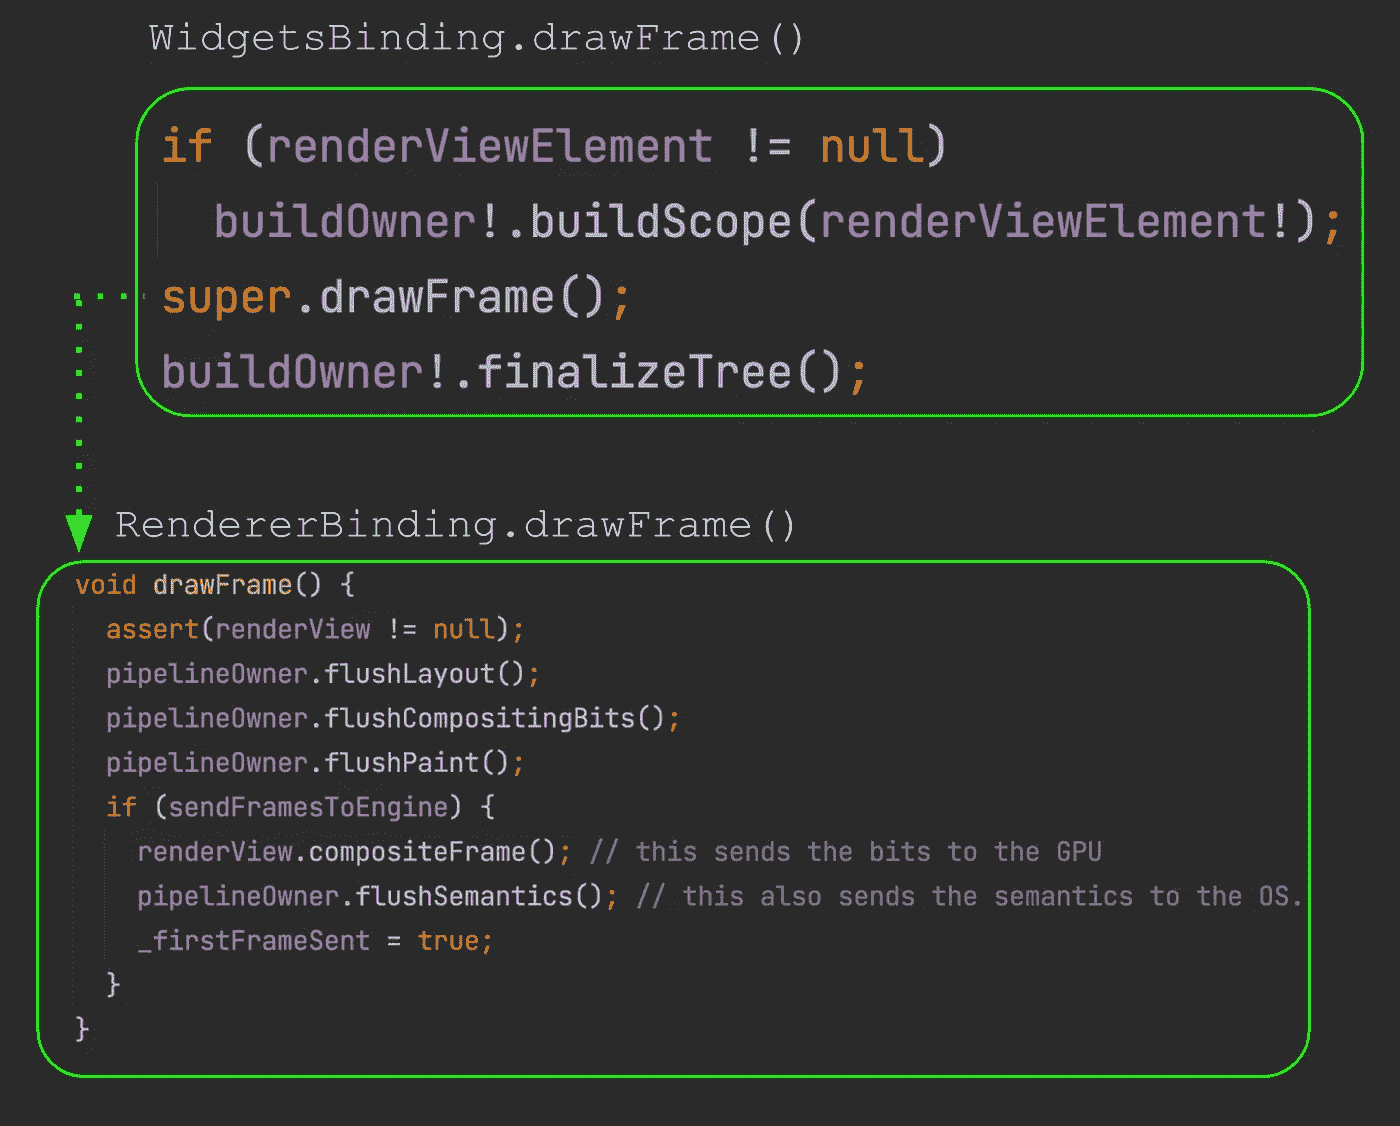 WidgetsBinding.drawFrame()
if (renderViewElement != null)
buildOwner!.buildScope(renderViewElement!);
super.drawFrame();
buildOwner!.finalizeTree();
RendererBinding.drawFrame()
void drawFrame() {
assert(renderView != null);
pipelineOwner.flushLayout();
pipelineOwner.flushCompositingBits();
pipelineOwner.flushPaint();
if (sendFramesToEngine) {
renderView.compositeFrame(); // this sends the bits to the GPU
pipelineOwner.flushSemantics(); // this also sends the semantics to the OS.
_firstFrameSent = true;
}
}